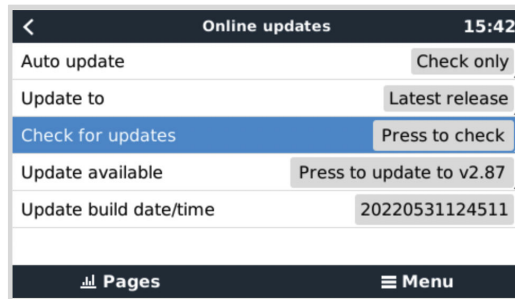 Online updates 15:42
Auto update Check only
Update to Latest release
Check for updates Press to check
Update available Press to update to v2.87
Update build date/time 20220531124511
Pages Menu